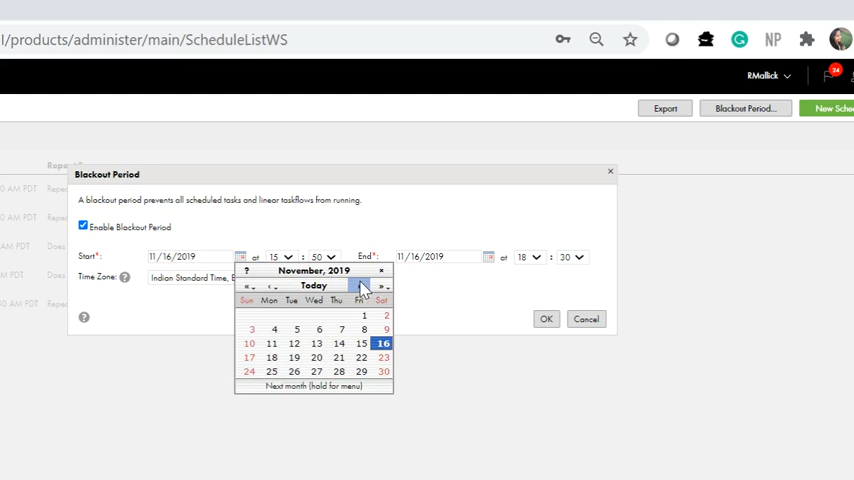 l/products/administer/main/ScheduleListWS
NP
RMallick
24
Export
Blackout Period...
New Sche
Repe
Blackout Period
×
0 AM PDT Repe
A blackout period prevents all scheduled tasks and linear taskflows from running.
0 AM PDT Repe
Enable Blackout Period
AM PDT Does
Start*: 11/16/2019 at 15 : 50 End*: 11/16/2019 at 18 : 30
M PDT Does
Time Zone: ? Indian Standard Time,
0 AM PDT Repe
? November, 2019 ×
« ‹ Today »
Sun Mon Tue Wed Thu Fri Sat
1 2
3 4 5 6 7 8 9
10 11 12 13 14 15 16
17 18 19 20 21 22 23
24 25 26 27 28 29 30
Next month (hold for menu)
?
OK
Cancel